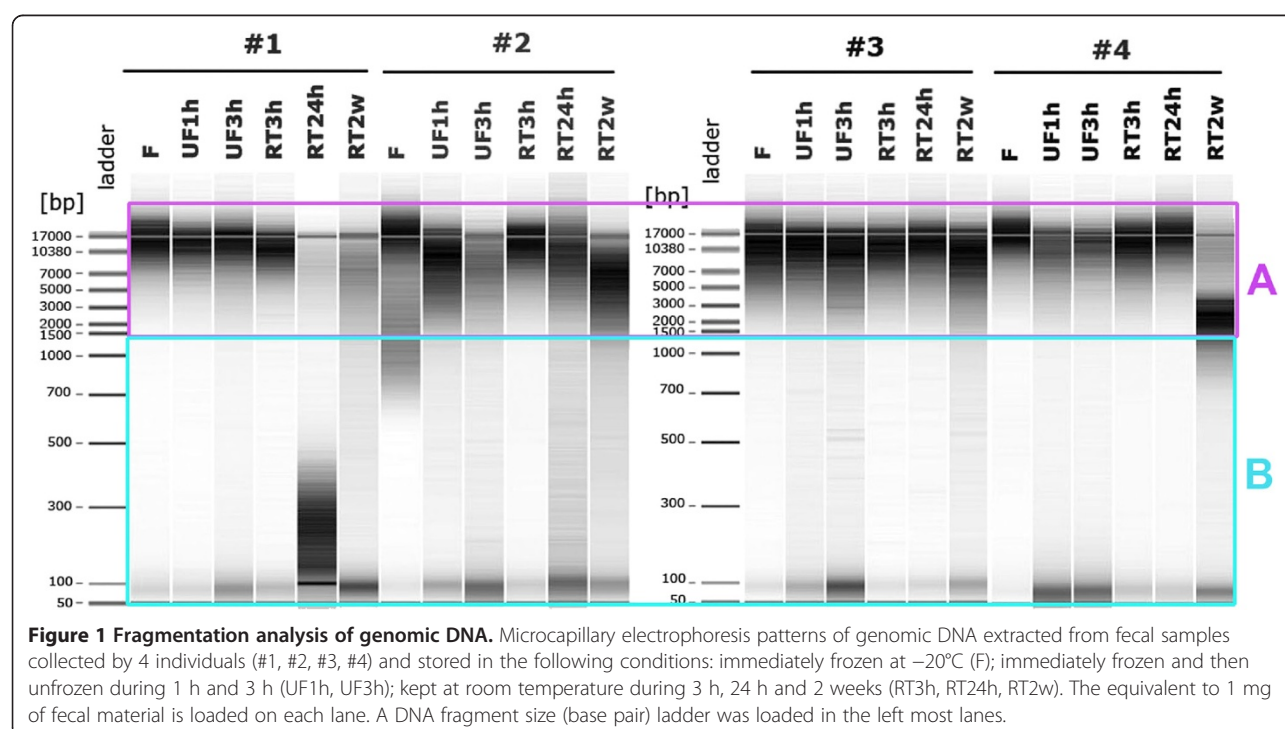 #1 #2 #3 #4
ladder F UF1h UF3h RT3h RT24h RT2w F UF1h UF3h RT3h RT24h RT2w ladder F UF1h UF3h RT3h RT24h RT2w F UF1h UF3h RT3h RT24h RT2w
[bp] [bp]
17000 17000
10380 10380
7000 7000
5000 5000
3000 3000
2000 2000
1500 1500
1000 1000
700 700
500 500
300 300
100 100
50 50
A
B
Figure 1 Fragmentation analysis of genomic DNA. Microcapillary electrophoresis patterns of genomic DNA extracted from fecal samples
collected by 4 individuals (#1, #2, #3, #4) and stored in the following conditions: immediately frozen at −20°C (F); immediately frozen and then
unfrozen during 1 h and 3 h (UF1h, UF3h); kept at room temperature during 3 h, 24 h and 2 weeks (RT3h, RT24h, RT2w). The equivalent to 1 mg
of fecal material is loaded on each lane. A DNA fragment size (base pair) ladder was loaded in the left most lanes.